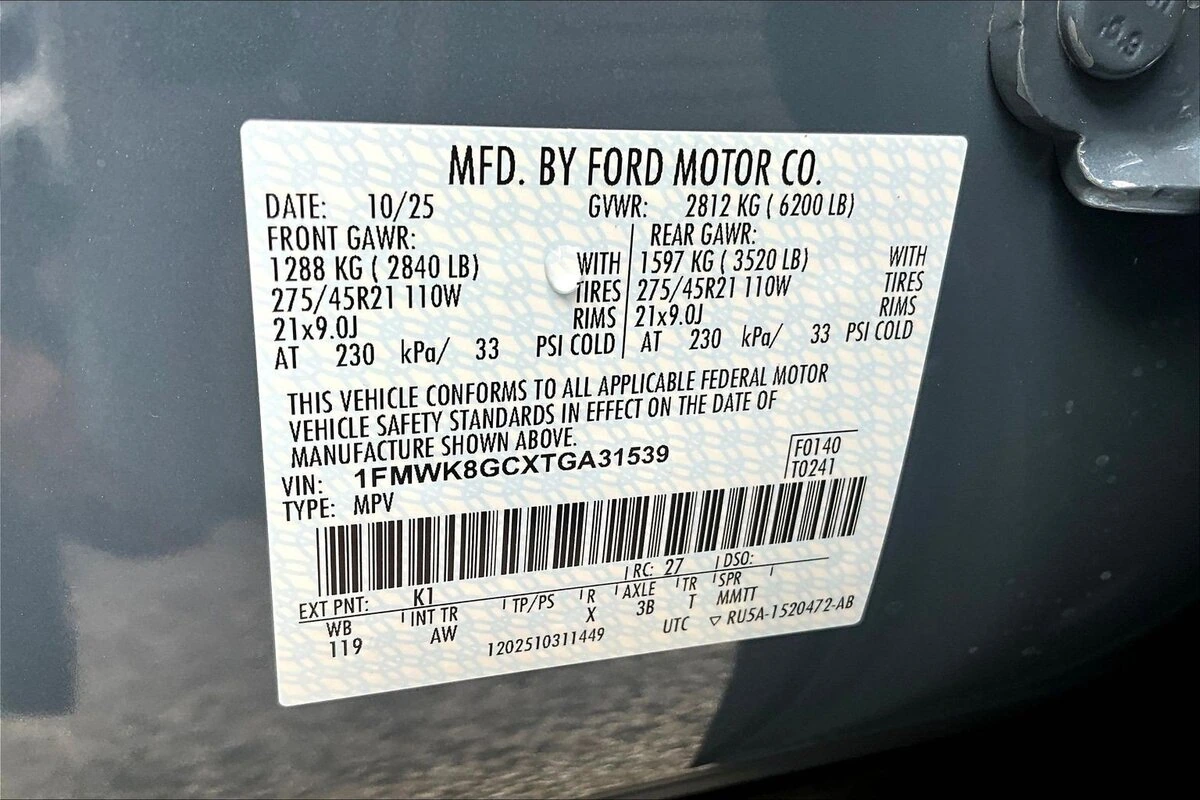 MFD. BY FORD MOTOR CO.
DATE: 10/25 GVWR: 2812 KG ( 6200 LB)
FRONT GAWR: REAR GAWR:
1288 KG ( 2840 LB) WITH 1597 KG ( 3520 LB) WITH
275/45R21 110W TIRES 275/45R21 110W TIRES
21x9.0J RIMS 21x9.0J RIMS
AT 230 kPa/ 33 PSI COLD AT 230 kPa/ 33 PSI COLD
THIS VEHICLE CONFORMS TO ALL APPLICABLE FEDERAL MOTOR
VEHICLE SAFETY STANDARDS IN EFFECT ON THE DATE OF
MANUFACTURE SHOWN ABOVE.
VIN: 1FMWK8GCXTGA31539 F0140
TYPE: MPV T0241
EXT PNT: K1 RC: 27 DSO:
WB INT TR TP/PS R AXLE TR SPR
119 AW X 3B T MMTT
1202510311449 UTC ▽ RU5A-1520472-AB